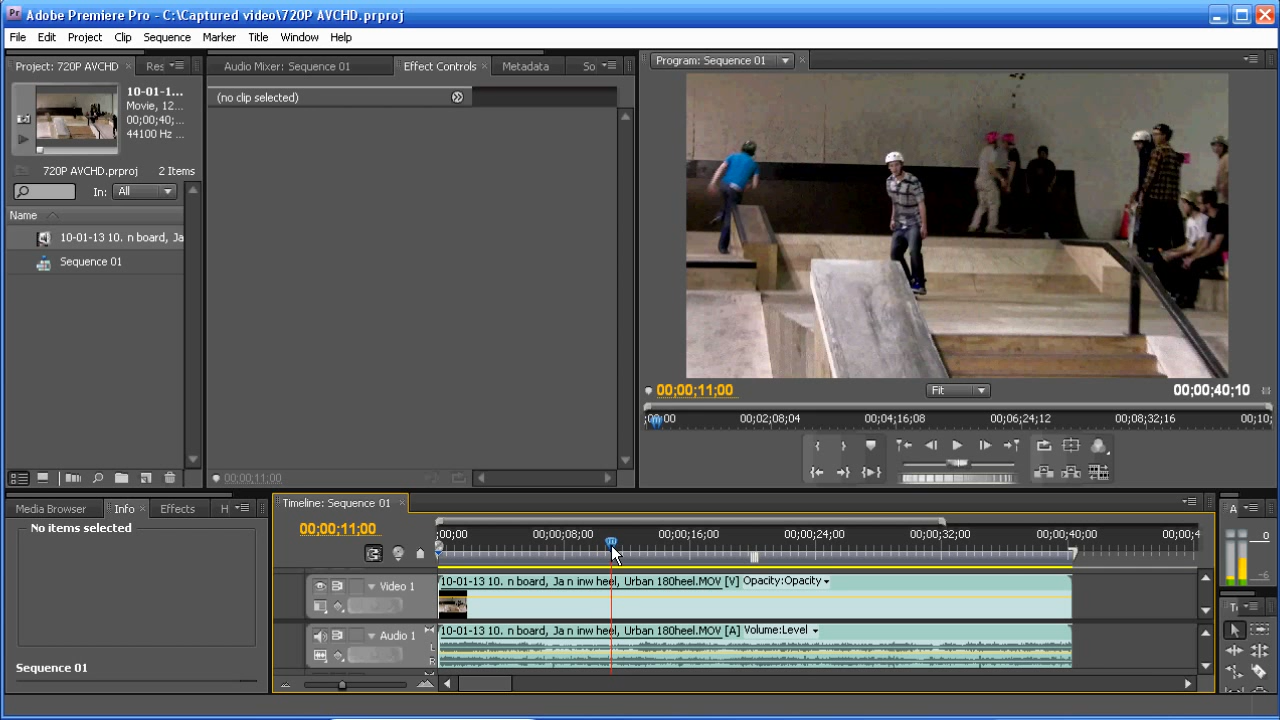 Adobe Premiere Pro - C:\Captured video\720P AVCHD.prproj
File Edit Project Clip Sequence Marker Title Window Help
Project: 720P AVCHD × Res
Audio Mixer: Sequence 01 Effect Controls × Metadata So
Program: Sequence 01 ×
10-01-1...
Movie, 12...
00;00;40;...
44100 Hz ...
(no clip selected)
720P AVCHD.prproj 2 Items
In: All
Name
10-01-13 10. n board, Ja
Sequence 01
00;00;11;00 Fit 00;00;40;10
00;02;08;04 00;04;16;08 00;06;24;12 00;08;32;16 00;10;
00;00;11;00
Media Browser Info × Effects H
Timeline: Sequence 01 ×
No items selected
00;00;11;00
;00;00 00;00;08;00 00;00;16;00 00;00;24;00 00;00;32;00 00;00;40;00 00;00;4
Video 1 10-01-13 10. n board, Ja n inw heel, Urban 180heel.MOV [V] Opacity:Opacity
Audio 1 10-01-13 10. n board, Ja n inw heel, Urban 180heel.MOV [A] Volume:Level
L
R
Sequence 01
A
0
-6